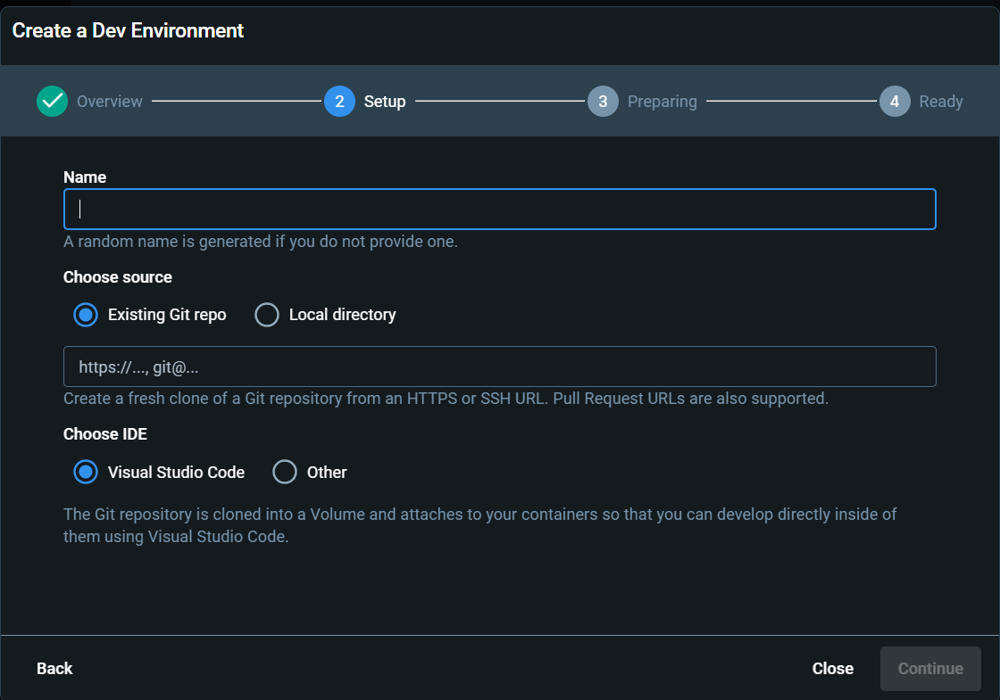 Create a Dev Environment
Overview 2 Setup 3 Preparing 4 Ready
Name
A random name is generated if you do not provide one.
Choose source
Existing Git repo Local directory
https://..., git@...
Create a fresh clone of a Git repository from an HTTPS or SSH URL. Pull Request URLs are also supported.
Choose IDE
Visual Studio Code Other
The Git repository is cloned into a Volume and attaches to your containers so that you can develop directly inside of
them using Visual Studio Code.
Back Close Continue